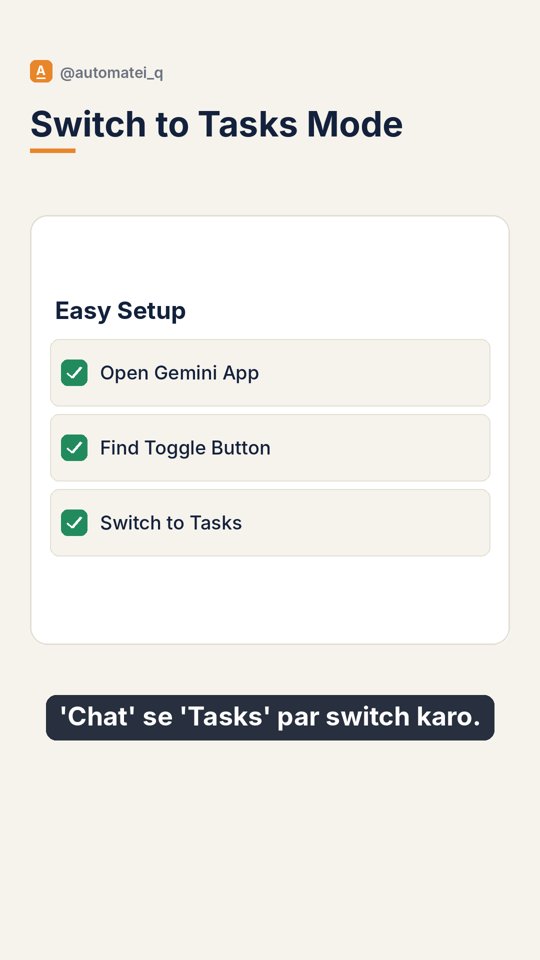 A
@automatei_q
Switch to Tasks Mode
Easy Setup
Open Gemini App
Find Toggle Button
Switch to Tasks
'Chat' se 'Tasks' par switch karo.